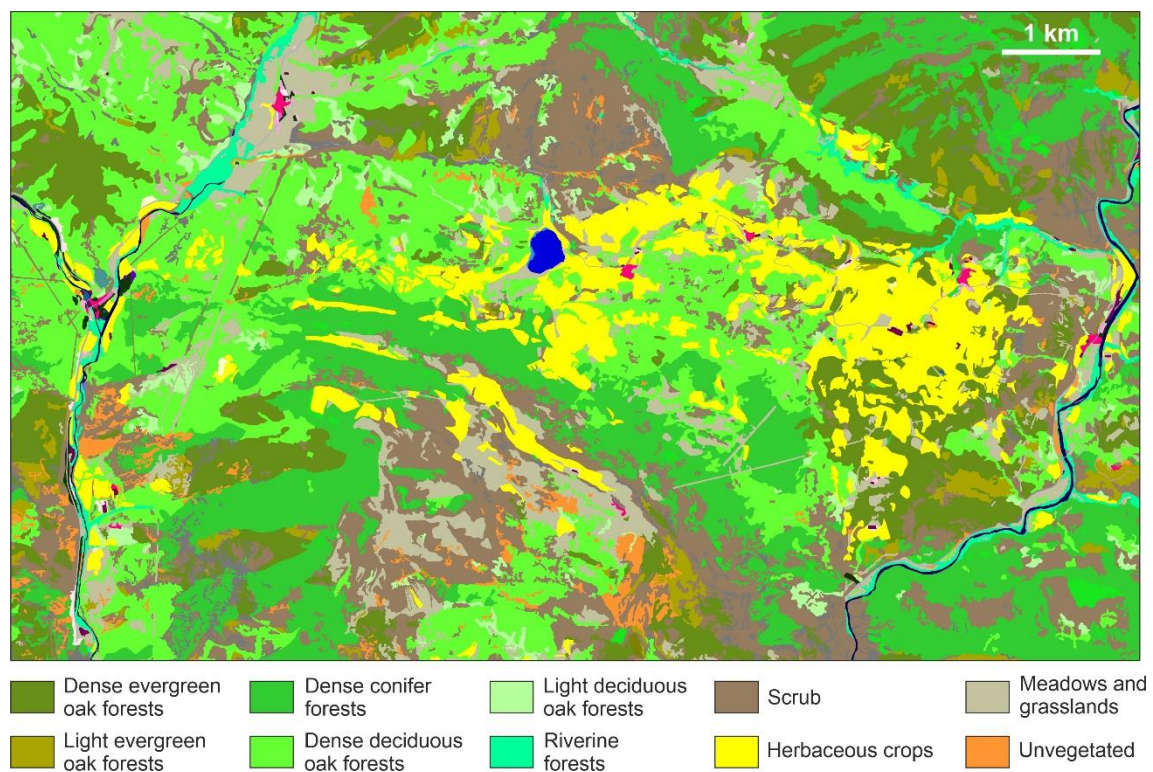 1 km
Dense evergreen
oak forests
Dense conifer
forests
Light deciduous
oak forests
Scrub
Meadows and
grasslands
Light evergreen
oak forests
Dense deciduous
oak forests
Riverine
forests
Herbaceous crops
Unvegetated